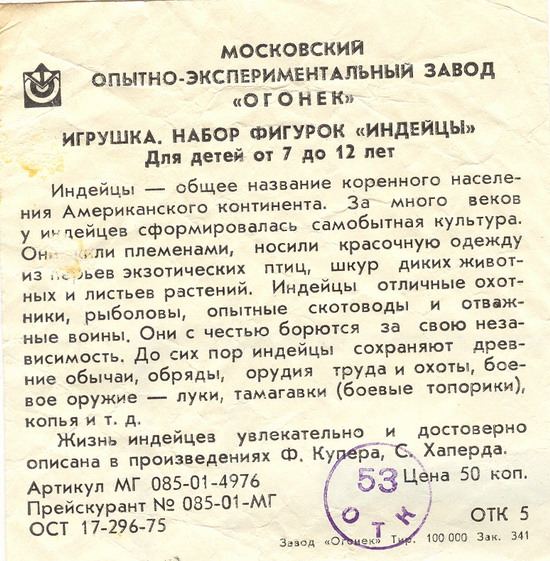 МОСКОВСКИЙ
ОПЫТНО-ЭКСПЕРИМЕНТАЛЬНЫЙ ЗАВОД
«ОГОНЕК»
ИГРУШКА. НАБОР ФИГУРОК «ИНДЕЙЦЫ»
Для детей от 7 до 12 лет
Индейцы — общее название коренного населе-
ния Американского континента. За много веков
у индейцев сформировалась самобытная культура.
Они жили племенами, носили красочную одежду
из перьев экзотических птиц, шкур диких живот-
ных и листьев растений. Индейцы отличные охот-
ники, рыболовы, опытные скотоводы и отваж-
ные воины. Они с честью борются за свою неза-
висимость. До сих пор индейцы сохраняют древ-
ние обычаи, обряды, орудия труда и охоты, бое-
вое оружие — луки, тамагавки (боевые топорики),
копья и т. д.
Жизнь индейцев увлекательно и достоверно
описана в произведениях Ф. Купера, С. Хаперда.
Артикул МГ 085-01-4976
Цена 50 коп.
Прейскурант № 085-01-МГ
ОСТ 17-296-75
53
ОТК
ОТК 5
Завод «Огонек» Тир. 100 000 Зак. 341